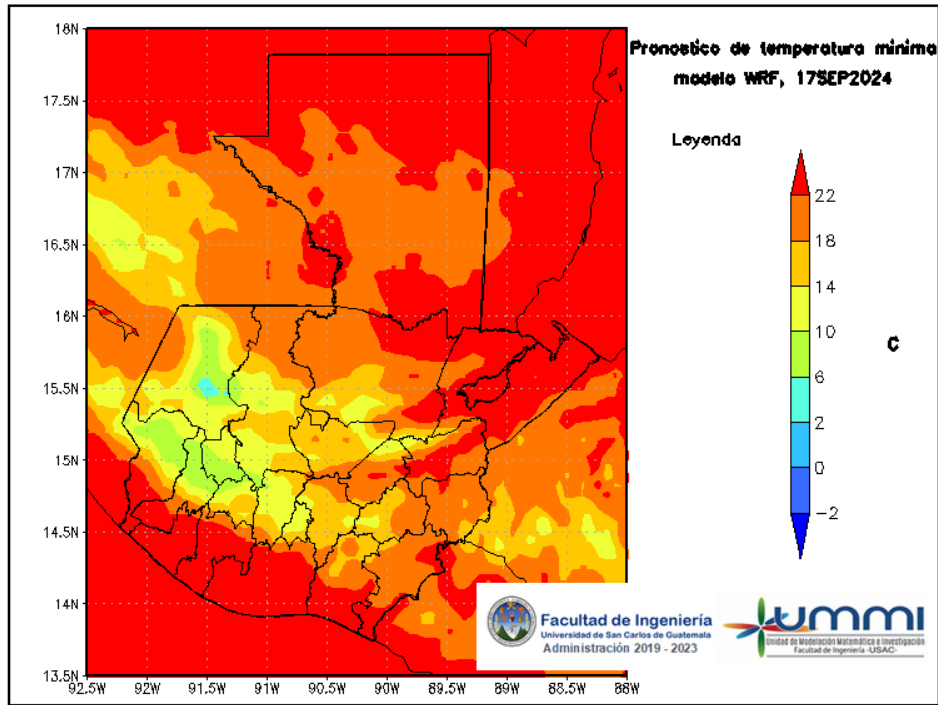 Pronostico de temperatura minima
modelo WRF, 17SEP2024
Leyenda
22
18
14
10
6
2
0
−2
C
18N
17.5N
17N
16.5N
16N
15.5N
15N
14.5N
14N
13.5N
92.5W 92W 91.5W 91W 90.5W 90W 89.5W 89W 88.5W 88W
Facultad de Ingeniería
Universidad de San Carlos de Guatemala
Administración 2019 - 2023
UMMI
Unidad de Modelación Matemática e Investigación
Facultad de Ingeniería -USAC-